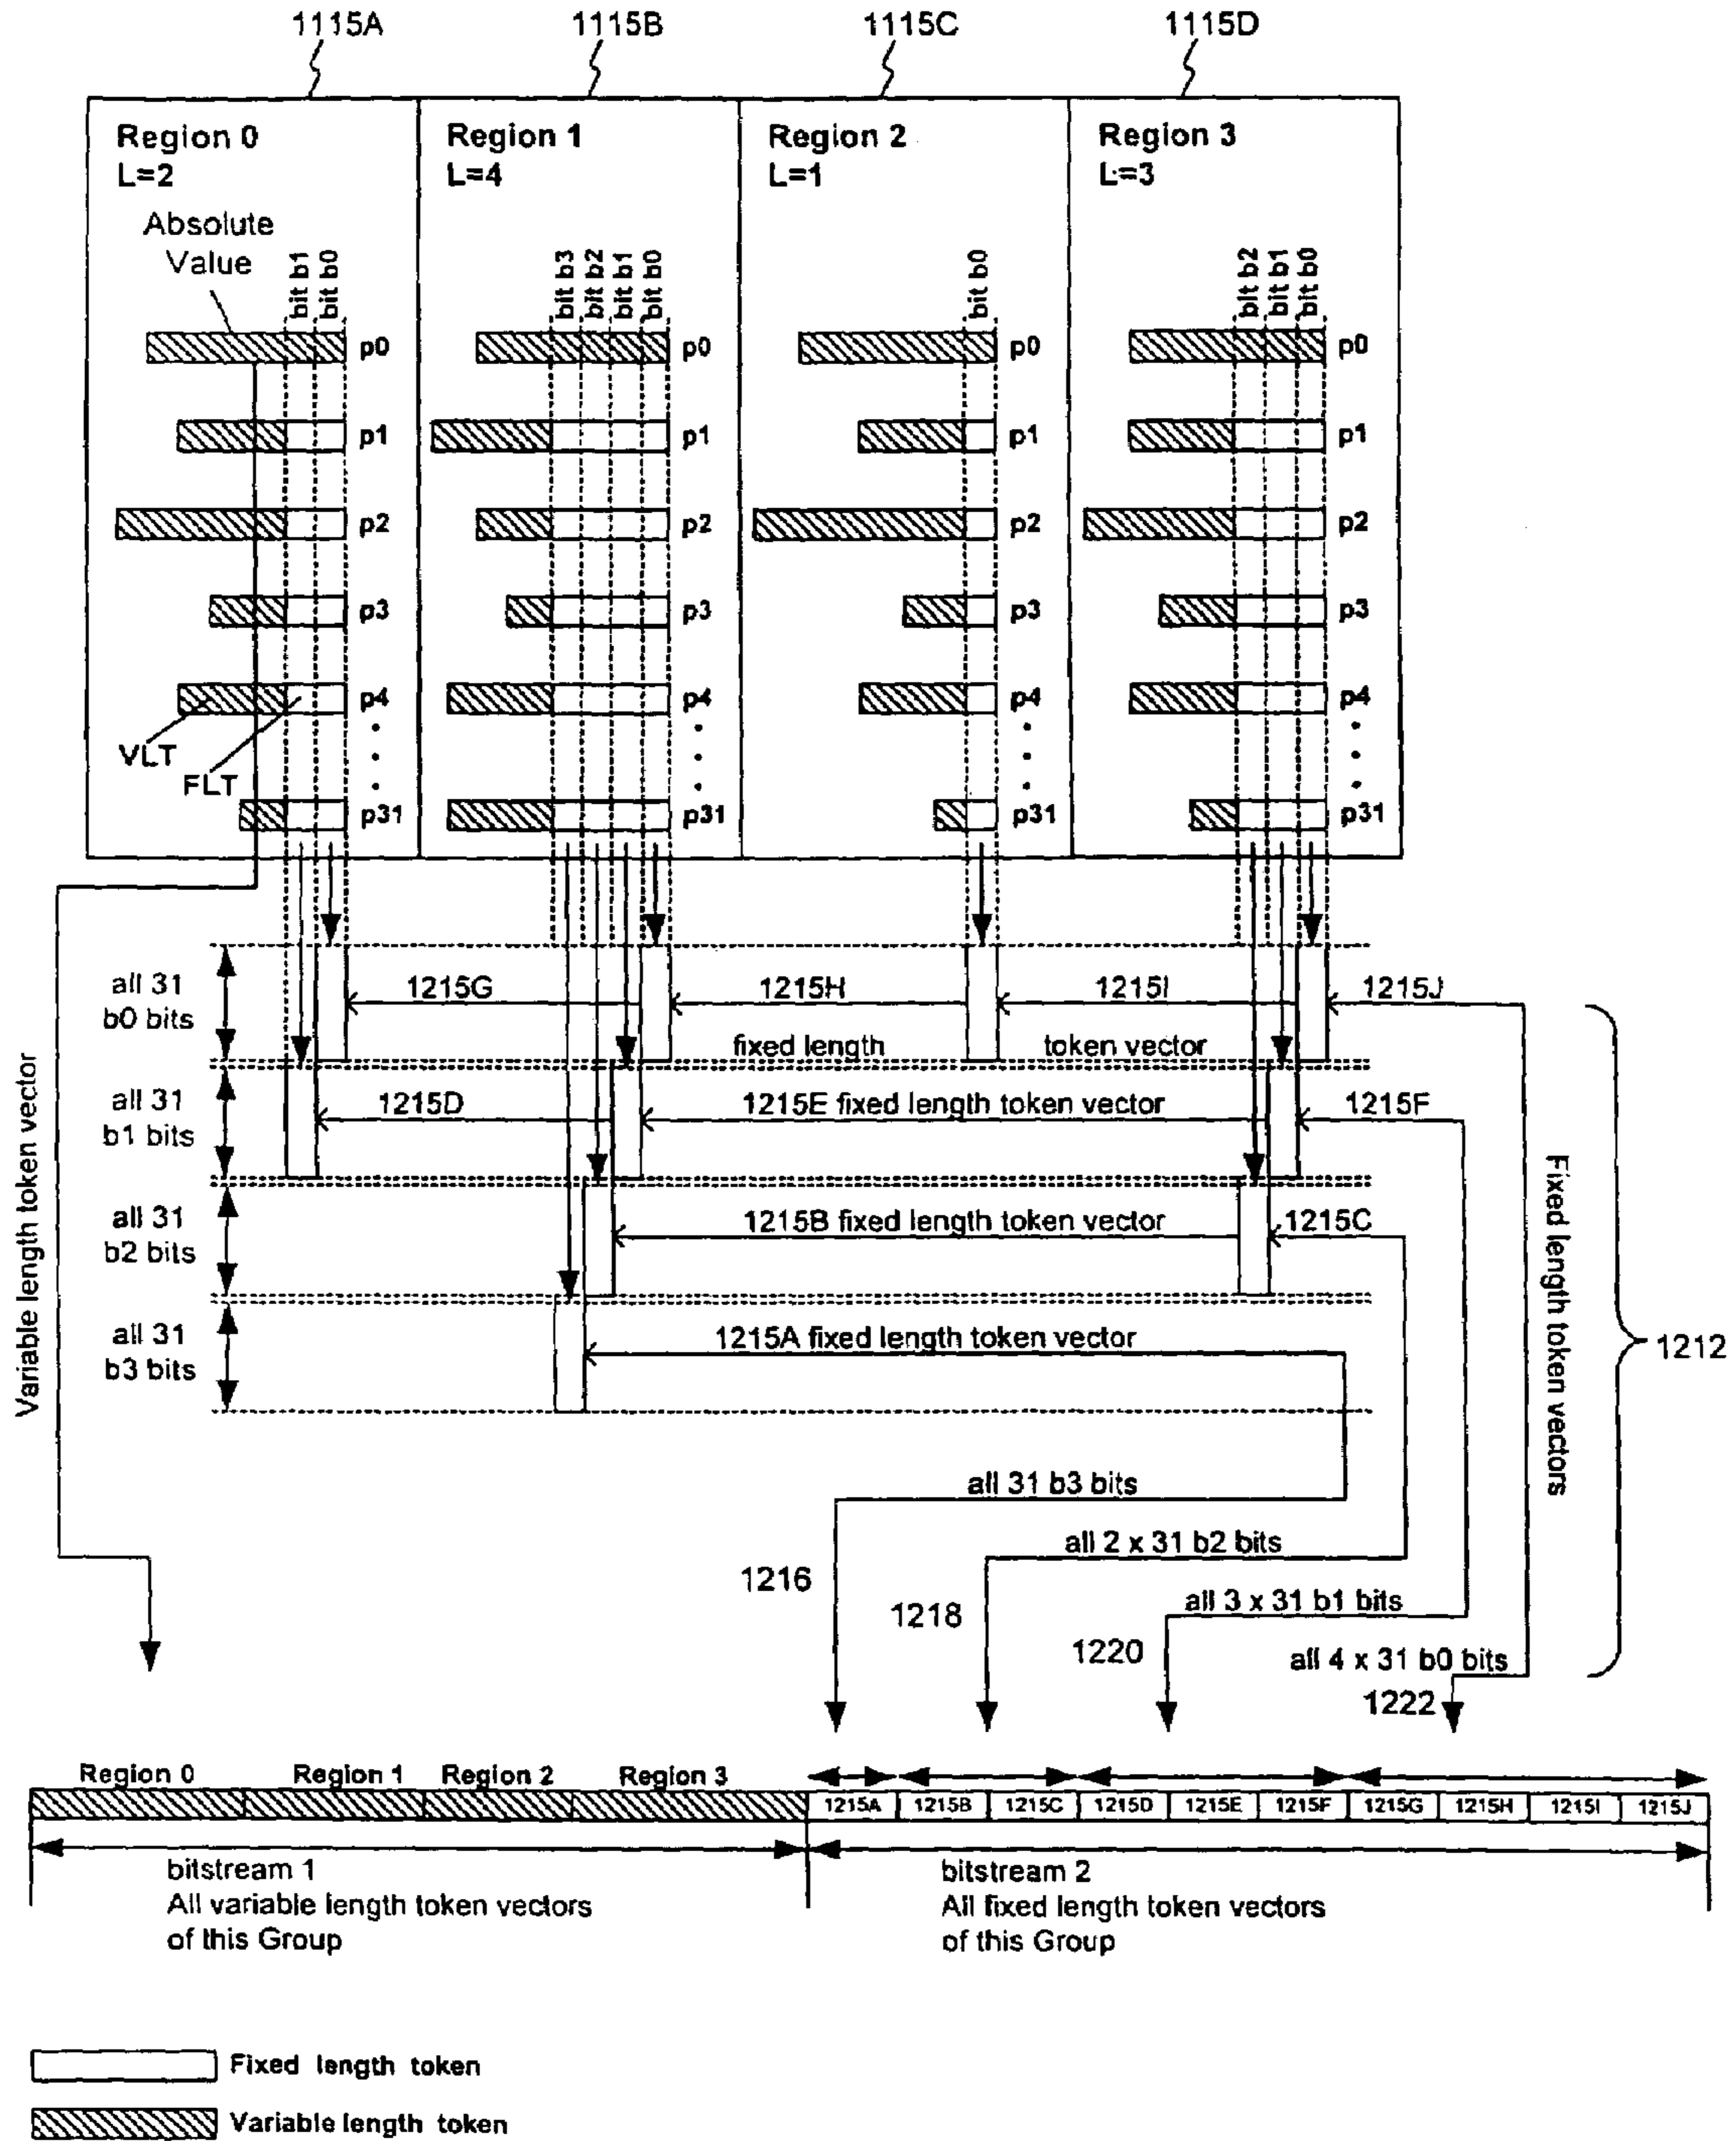 1115A
1115B
1115C
1115D
Region 0
L=2
Region 1
L=4
Region 2
L=1
Region 3
L=3
Absolute
Value
bit b1
bit b0
bit b3
bit b2
bit b1
bit b0
bit b0
bit b2
bit b1
bit b0
p0
p0
p0
p0
p1
p1
p1
p1
p2
p2
p2
p2
p3
p3
p3
p3
p4
p4
p4
p4
VLT
FLT
p31
p31
p31
p31
all 31
b0 bits
1215G
1215H
1215I
1215J
fixed length
token vector
all 31
b1 bits
1215D
1215E fixed length token vector
1215F
all 31
b2 bits
1215B fixed length token vector
1215C
all 31
b3 bits
1215A fixed length token vector
Variable length token vector
Fixed length token vectors
1212
all 31 b3 bits
1216
all 2 x 31 b2 bits
1218
all 3 x 31 b1 bits
1220
all 4 x 31 b0 bits
1222
Region 0
Region 1
Region 2
Region 3
1215A
1215B
1215C
1215D
1215E
1215F
1215G
1215H
1215I
1215J
bitstream 1
All variable length token vectors
of this Group
bitstream 2
All fixed length token vectors
of this Group
Fixed length token
Variable length token